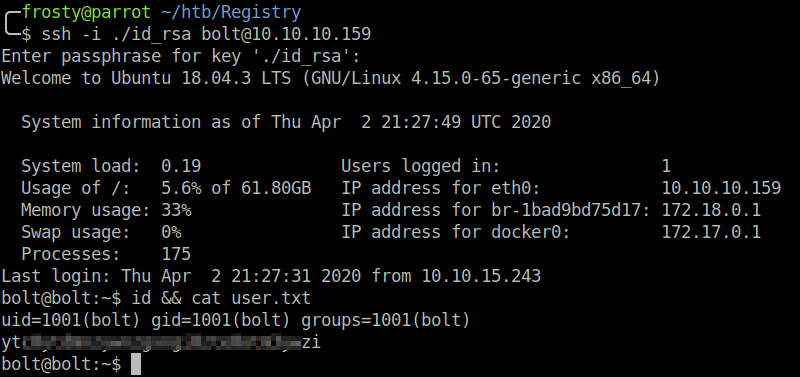 frosty@parrot ~/htb/Registry
$ ssh -i ./id_rsa bolt@10.10.10.159
Enter passphrase for key './id_rsa':
Welcome to Ubuntu 18.04.3 LTS (GNU/Linux 4.15.0-65-generic x86_64)
System information as of Thu Apr  2 21:27:49 UTC 2020
System load:  0.19               Users logged in:                1
Usage of /:   5.6% of 61.80GB   IP address for eth0:            10.10.10.159
Memory usage: 33%               IP address for br-1bad9bd75d17: 172.18.0.1
Swap usage:   0%                IP address for docker0:         172.17.0.1
Processes:    175
Last login: Thu Apr  2 21:27:31 2020 from 10.10.15.243
bolt@bolt:~$ id && cat user.txt
uid=1001(bolt) gid=1001(bolt) groups=1001(bolt)
yt zi
bolt@bolt:~$